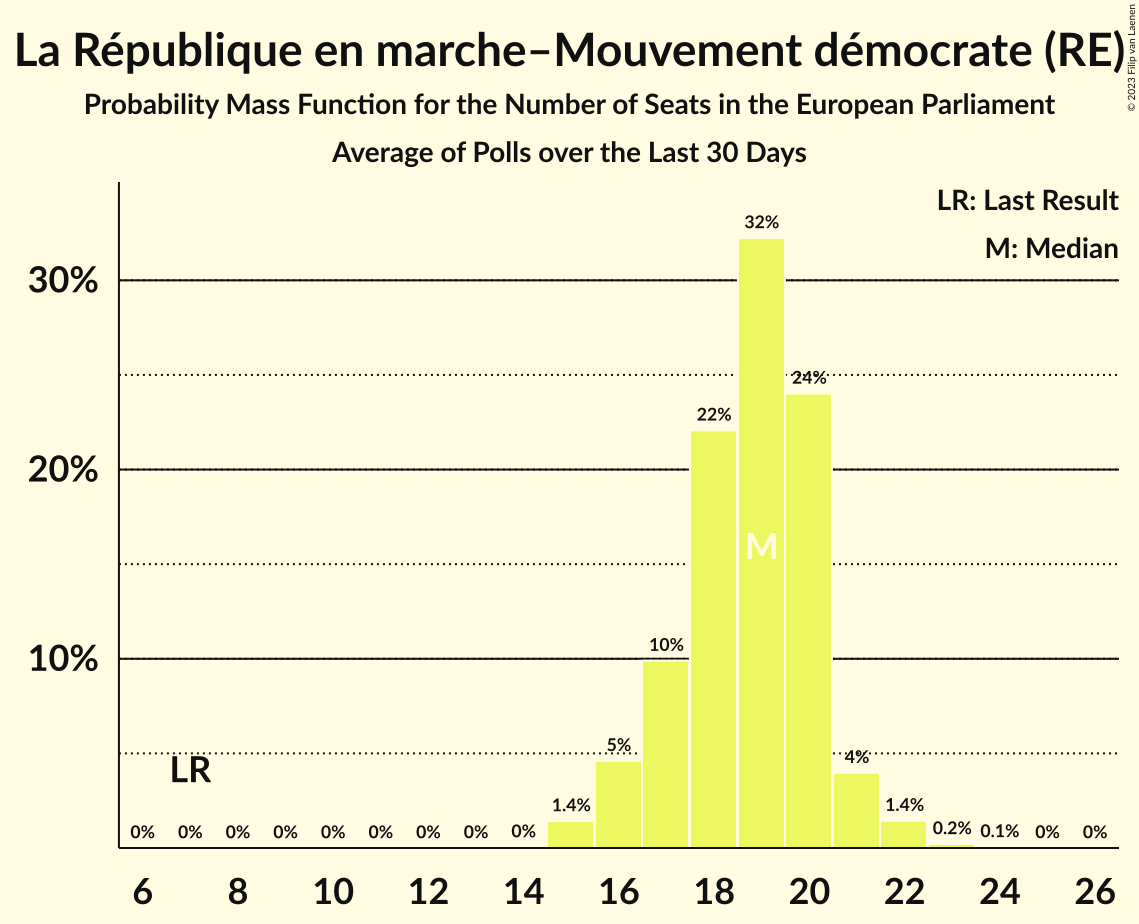 La République en marche–Mouvement démocrate (RE)
© 2023 Filip van Laenen
Probability Mass Function for the Number of Seats in the European Parliament
Average of Polls over the Last 30 Days
LR: Last Result
M: Median
30%
20%
10%
LR
M
0% 0% 0% 0% 0% 0% 0% 0% 0% 1.4% 5% 10% 22% 32% 24% 4% 1.4% 0.2% 0.1% 0% 0%
6 8 10 12 14 16 18 20 22 24 26